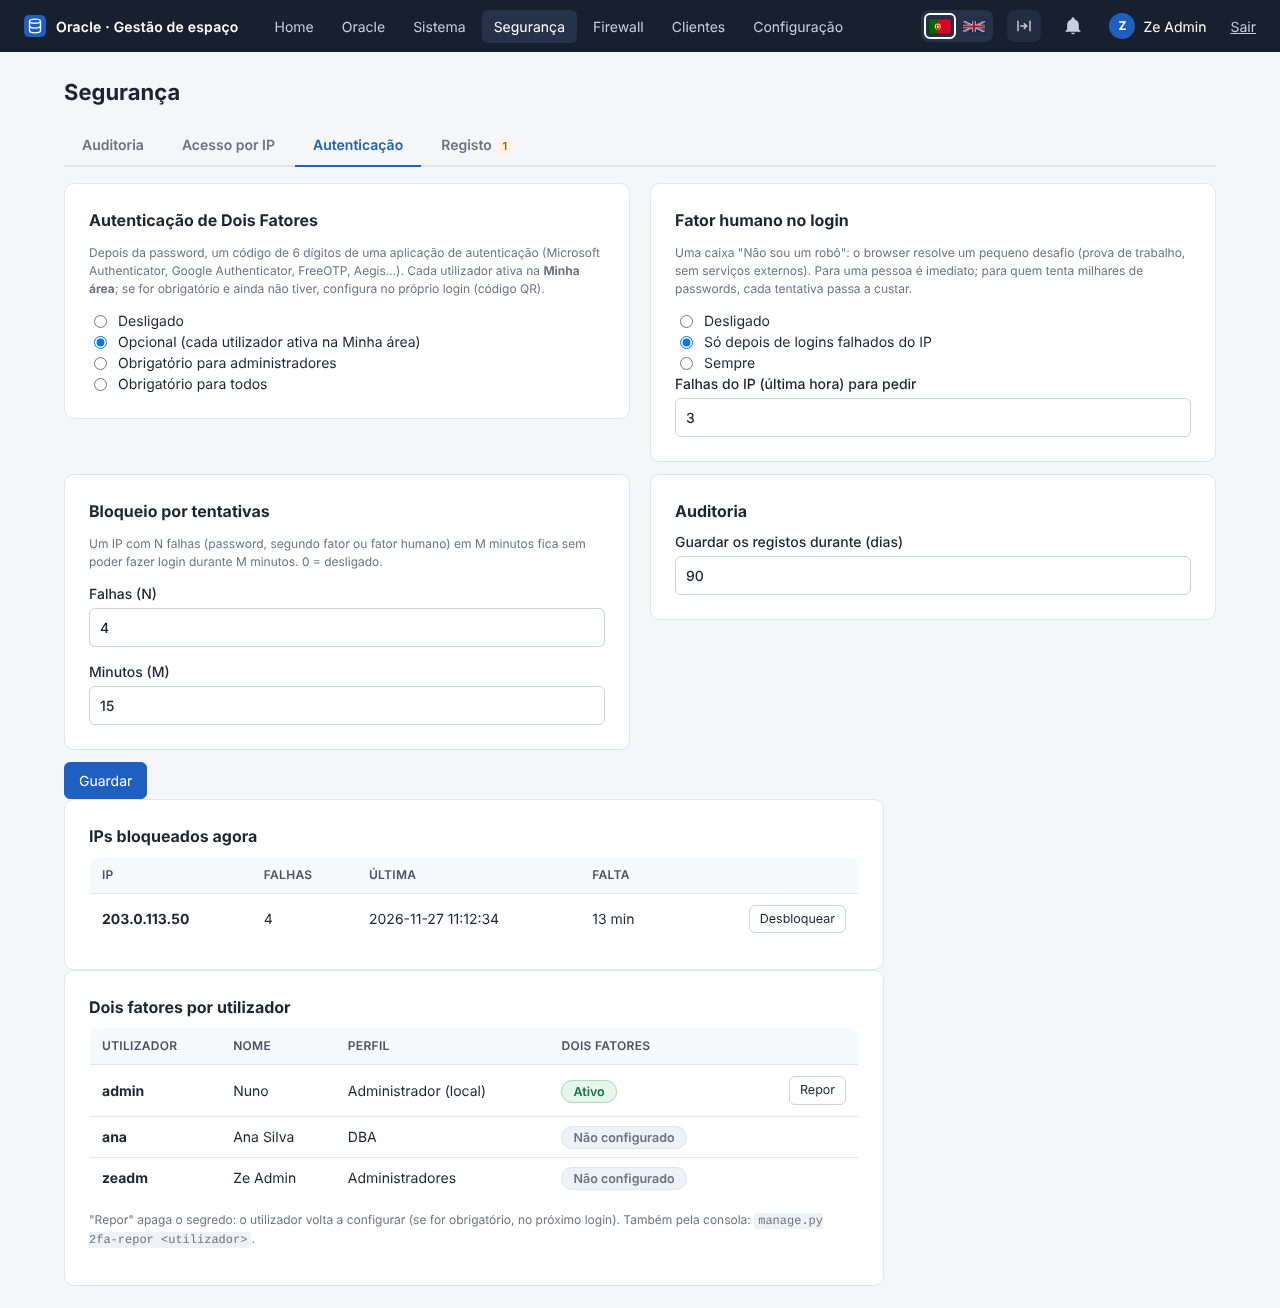 Oracle · Gestão de espaço Home Oracle Sistema Segurança Firewall Clientes Configuração Z Ze Admin Sair
Segurança
Auditoria Acesso por IP Autenticação Registo 1
Autenticação de Dois Fatores
Depois da password, um código de 6 dígitos de uma aplicação de autenticação (Microsoft
Authenticator, Google Authenticator, FreeOTP, Aegis...). Cada utilizador ativa na Minha
área; se for obrigatório e ainda não tiver, configura no próprio login (código QR).
Desligado
Opcional (cada utilizador ativa na Minha área)
Obrigatório para administradores
Obrigatório para todos
Fator humano no login
Uma caixa "Não sou um robô": o browser resolve um pequeno desafio (prova de trabalho,
sem serviços externos). Para uma pessoa é imediato; para quem tenta milhares de
passwords, cada tentativa passa a custar.
Desligado
Só depois de logins falhados do IP
Sempre
Falhas do IP (última hora) para pedir
3
Bloqueio por tentativas
Um IP com N falhas (password, segundo fator ou fator humano) em M minutos fica sem
poder fazer login durante M minutos. 0 = desligado.
Falhas (N)
4
Minutos (M)
15
Auditoria
Guardar os registos durante (dias)
90
Guardar
IPs bloqueados agora
IP FALHAS ÚLTIMA FALTA
203.0.113.50 4 2026-11-27 11:12:34 13 min Desbloquear
Dois fatores por utilizador
UTILIZADOR NOME PERFIL DOIS FATORES
admin Nuno Administrador (local) Ativo Repor
ana Ana Silva DBA Não configurado
zeadm Ze Admin Administradores Não configurado
"Repor" apaga o segredo: o utilizador volta a configurar (se for obrigatório, no próximo login). Também pela consola: manage.py
2fa-repor <utilizador>.